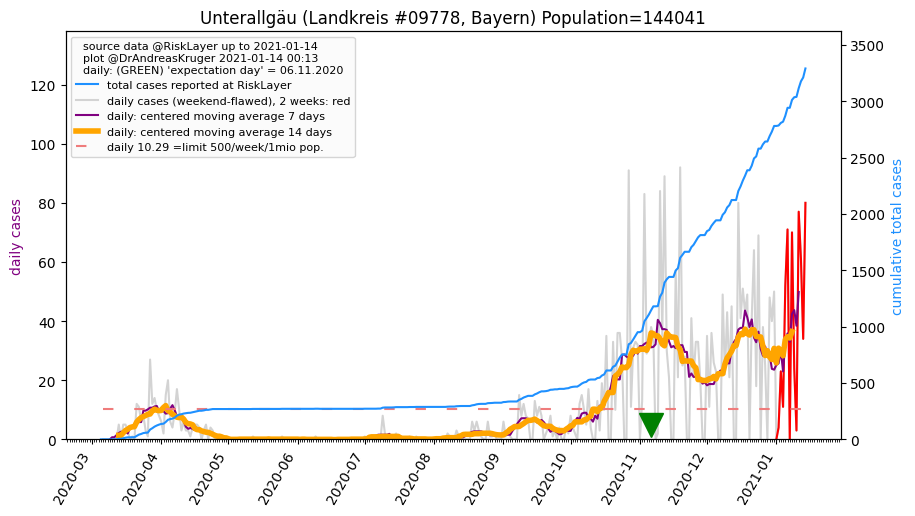 Unterallgäu (Landkreis #09778, Bayern) Population=144041
source data @RiskLayer up to 2021-01-14
plot @DrAndreasKruger 2021-01-14 00:13
daily: (GREEN) 'expectation day' = 06.11.2020
total cases reported at RiskLayer
daily cases (weekend-flawed), 2 weeks: red
daily: centered moving average 7 days
daily: centered moving average 14 days
daily 10.29 =limit 500/week/1mio pop.
daily cases
120
100
80
60
40
20
0
cumulative total cases
3500
3000
2500
2000
1500
1000
500
0
2020-03
2020-04
2020-05
2020-06
2020-07
2020-08
2020-09
2020-10
2020-11
2020-12
2021-01